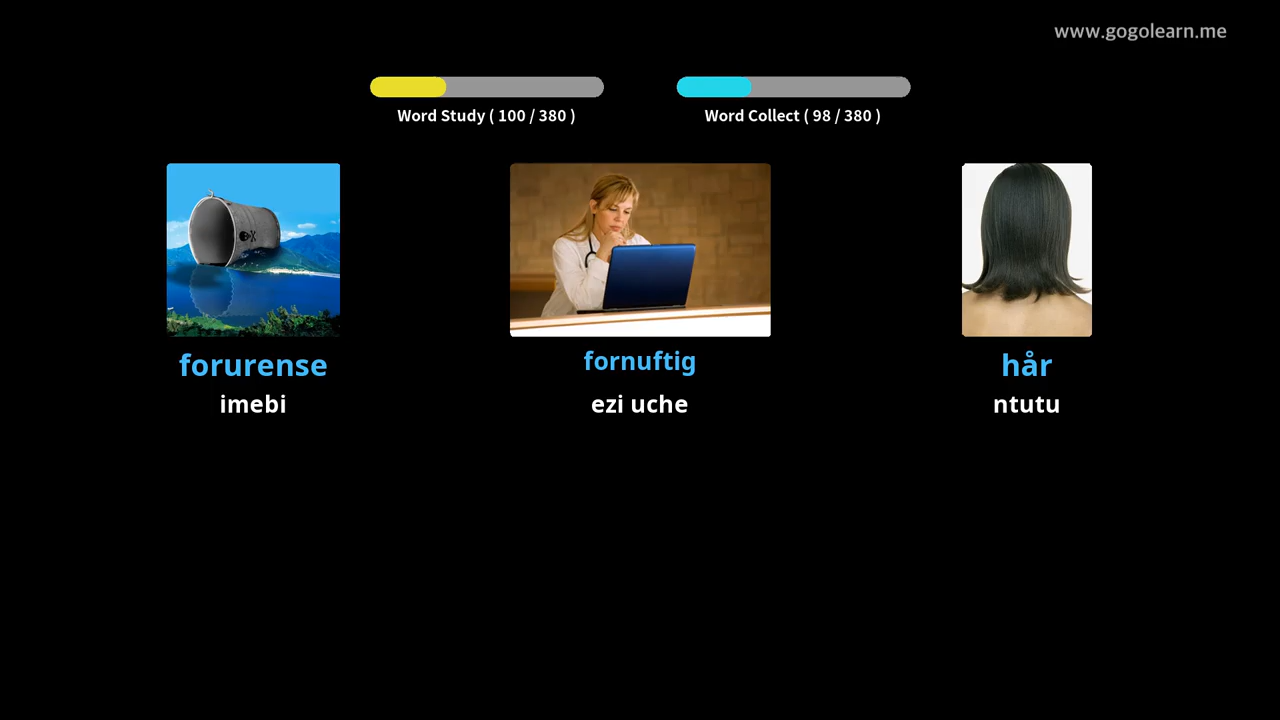 www.gogolearn.me
Word Study ( 100 / 380 )
Word Collect ( 98 / 380 )
forurense
fornuftig
hår
imebi
ezi uche
ntutu